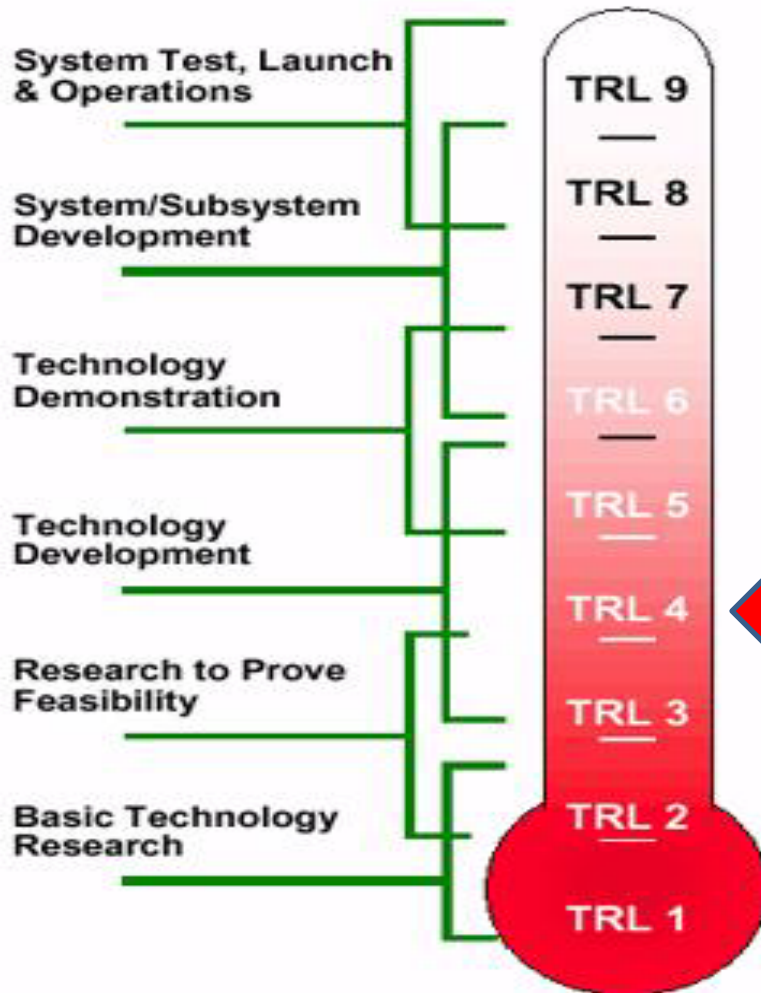 System Test, Launch
& Operations
System/Subsystem
Development
Technology
Demonstration
Technology
Development
Research to Prove
Feasibility
Basic Technology
Research
TRL 9
TRL 8
TRL 7
TRL 6
TRL 5
TRL 4
TRL 3
TRL 2
TRL 1